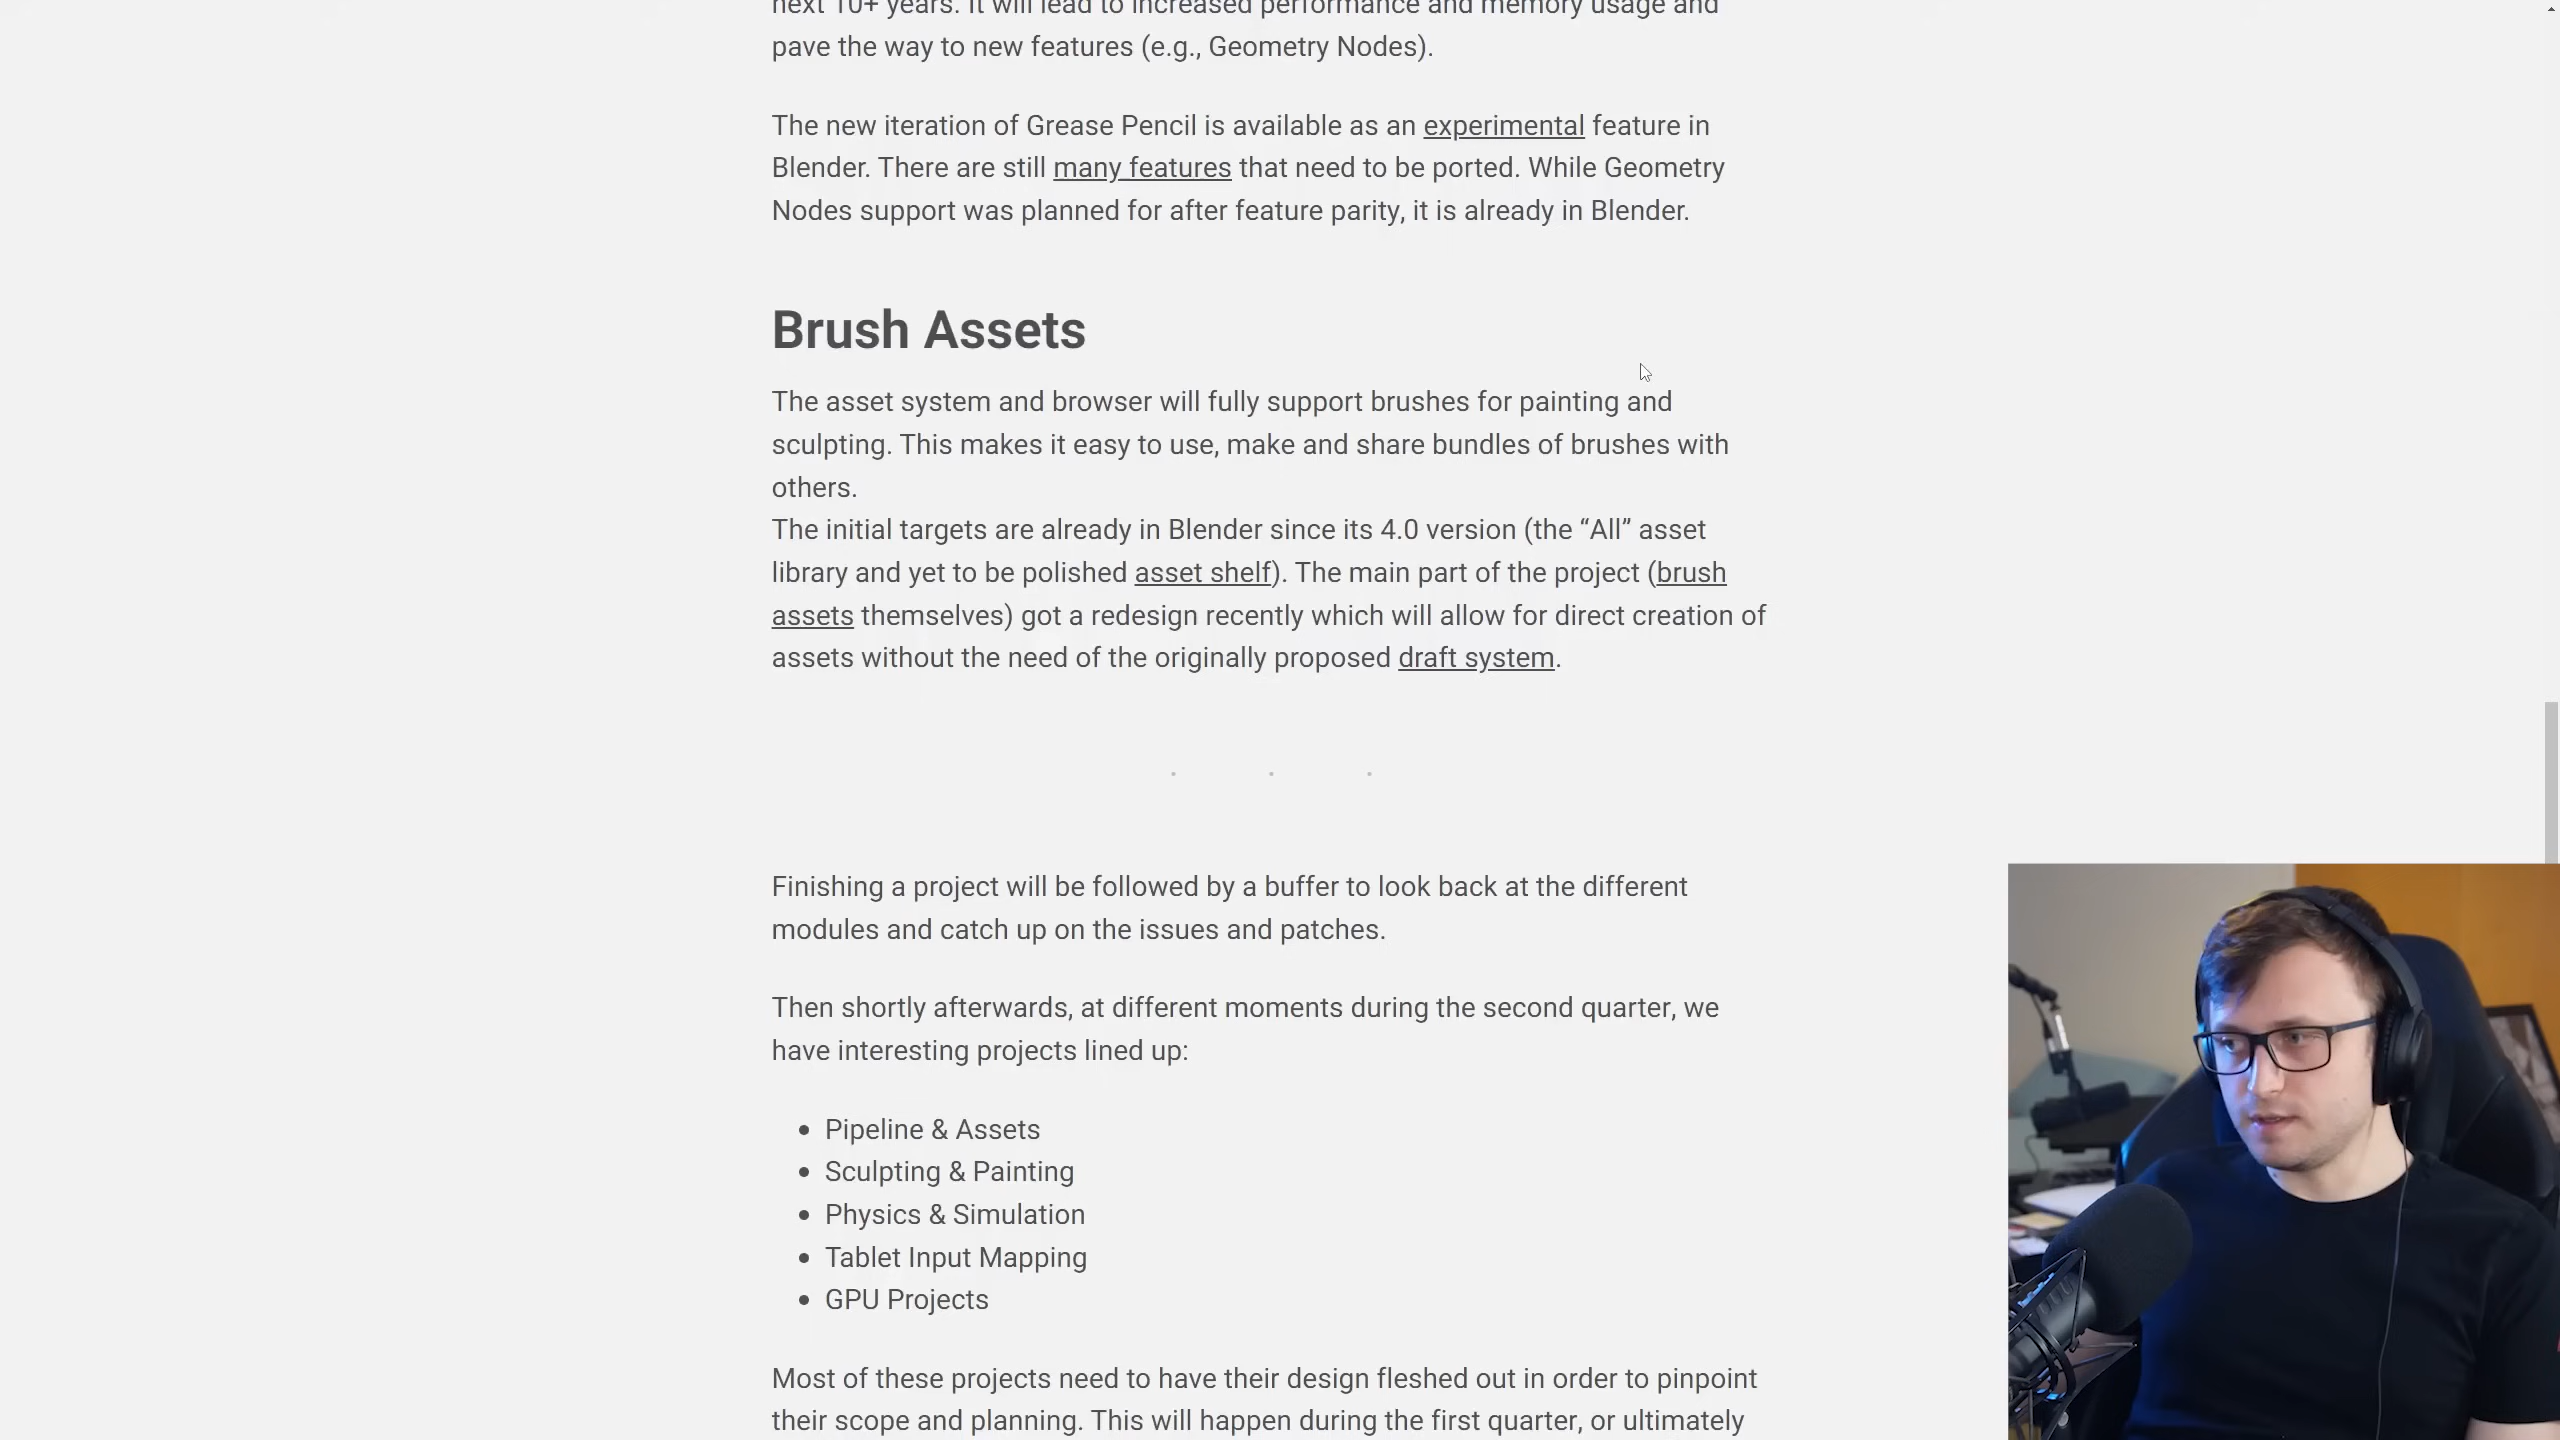 next 10+ years. It will lead to increased performance and memory usage and
pave the way to new features (e.g., Geometry Nodes).
The new iteration of Grease Pencil is available as an experimental feature in
Blender. There are still many features that need to be ported. While Geometry
Nodes support was planned for after feature parity, it is already in Blender.
Brush Assets
The asset system and browser will fully support brushes for painting and
sculpting. This makes it easy to use, make and share bundles of brushes with
others.
The initial targets are already in Blender since its 4.0 version (the “All” asset
library and yet to be polished asset shelf). The main part of the project (brush
assets themselves) got a redesign recently which will allow for direct creation of
assets without the need of the originally proposed draft system.
Finishing a project will be followed by a buffer to look back at the different
modules and catch up on the issues and patches.
Then shortly afterwards, at different moments during the second quarter, we
have interesting projects lined up:
• Pipeline & Assets
• Sculpting & Painting
• Physics & Simulation
• Tablet Input Mapping
• GPU Projects
Most of these projects need to have their design fleshed out in order to pinpoint
their scope and planning. This will happen during the first quarter, or ultimately